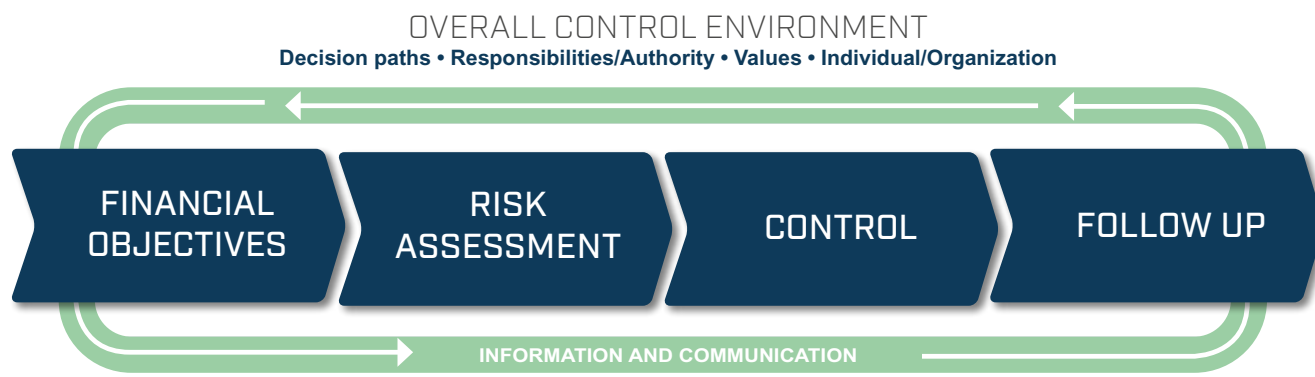 OVERALL CONTROL ENVIRONMENT
Decision paths • Responsibilities/Authority • Values • Individual/Organization
FINANCIAL
OBJECTIVES
RISK
ASSESSMENT
CONTROL
FOLLOW UP
INFORMATION AND COMMUNICATION